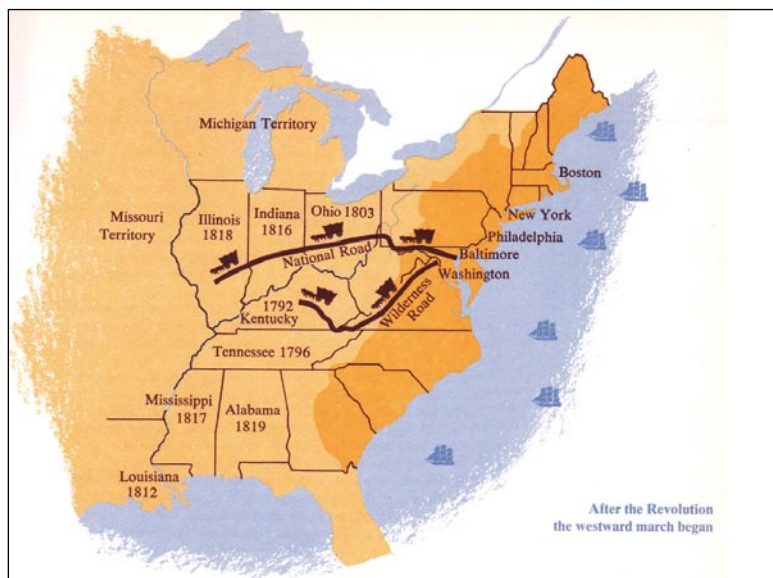 Michigan Territory
Boston
Missouri
Territory
Illinois
1818
Indiana
1816
Ohio 1803
New York
Philadelphia
National Road
Baltimore
Washington
1792
Kentucky
Wilderness
Road
Tennessee 1796
Mississippi
1817
Alabama
1819
Louisiana
1812
After the Revolution
the westward march began